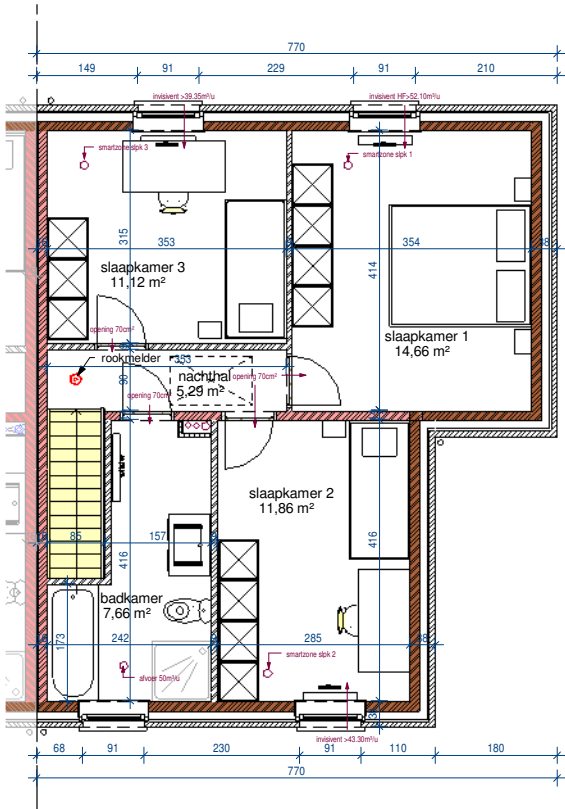 770
149 91 229 91 210
invisivent >39.35m³/u
invisivent HF>52.10m³/u
smartzone slpk 3
smartzone slpk 1
315
353
354
38
slaapkamer 3
11,12 m²
414
slaapkamer 1
14,66 m²
opening 70cm²
rookmelder
353
90
nachthal
5,29 m²
opening 70cm²
opening 70cm²
slaapkamer 2
11,86 m²
85
157
416
416
badkamer
7,66 m²
173
242
285
38
smartzone slpk 2
afvoer 50m³/u
invisivent >43.30m³/u
68 91 230 91 110 180
770